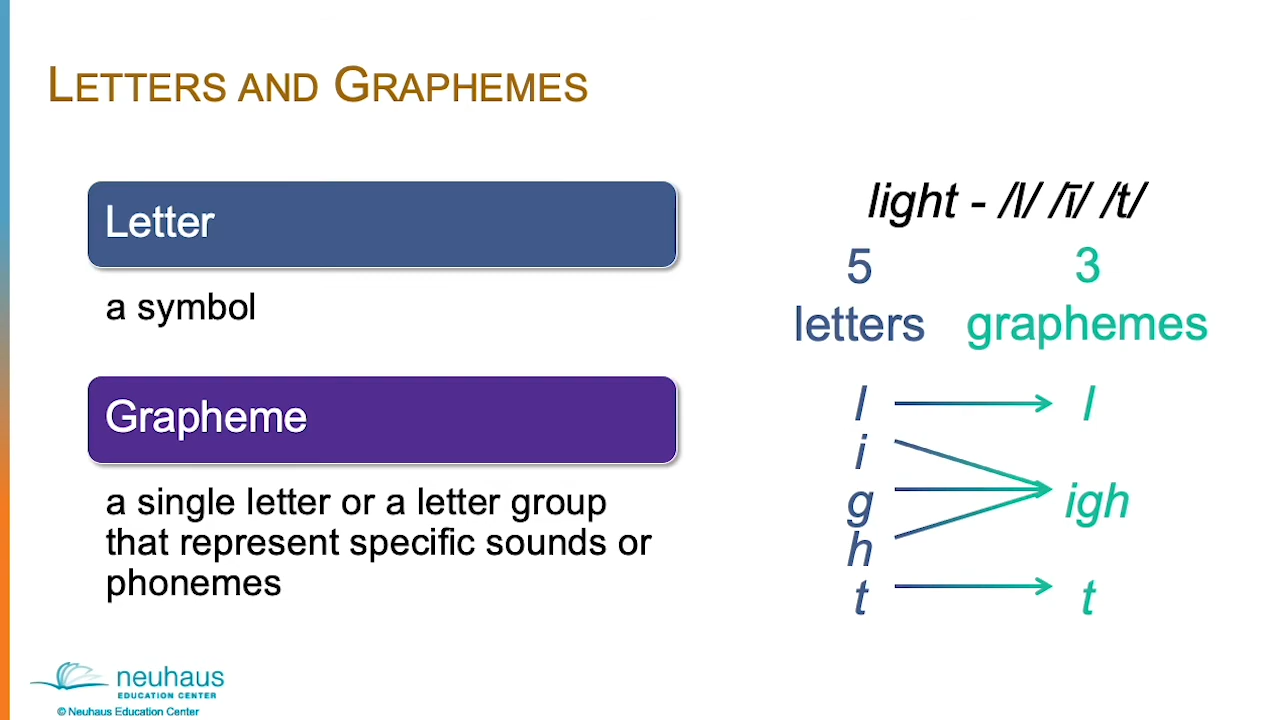 LETTERS AND GRAPHEMES
Letter
a symbol
Grapheme
a single letter or a letter group
that represent specific sounds or
phonemes
light - /l/ /ī/ /t/
5 3
letters graphemes
l l
i
g igh
h
t t
neuhaus
EDUCATION CENTER
© Neuhaus Education Center